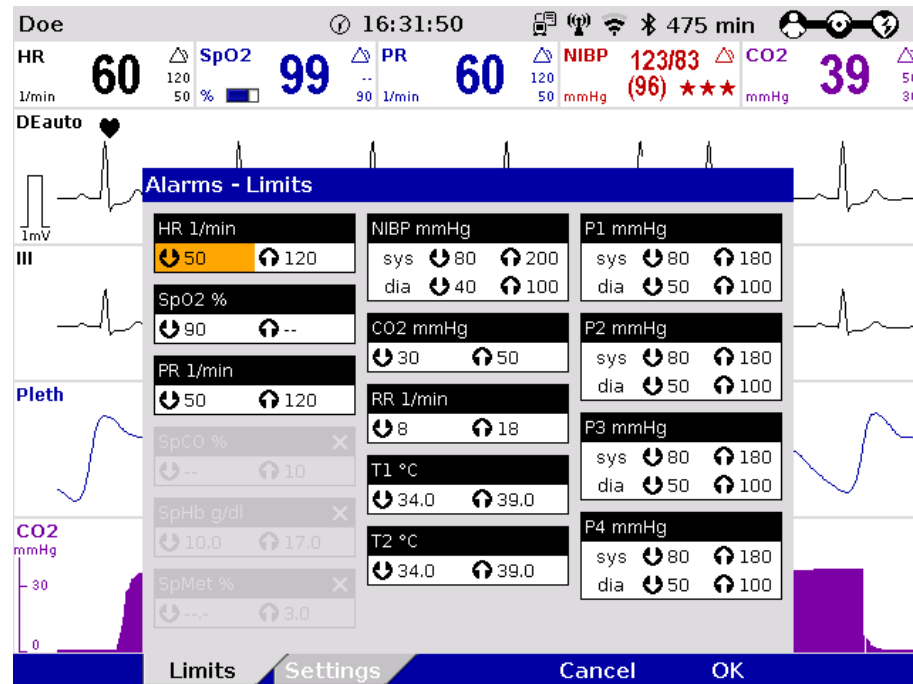 Doe 16:31:50 475 min
HR 60 120 50 1/min
SpO2 99 -- 90 %
PR 60 120 50 1/min
NIBP 123/83 (96) ★★★ mmHg
CO2 39 mmHg
DEauto
1mV
III
Pleth
CO2
mmHg
30
0
Alarms - Limits
HR 1/min
50 120
SpO2 %
90 --
PR 1/min
50 120
SpCO %
-- 10
SpHb g/dl
10.0 17.0
SpMet %
--.- 3.0
NIBP mmHg
sys 80 200
dia 40 100
CO2 mmHg
30 50
RR 1/min
8 18
T1 °C
34.0 39.0
T2 °C
34.0 39.0
P1 mmHg
sys 80 180
dia 50 100
P2 mmHg
sys 80 180
dia 50 100
P3 mmHg
sys 80 180
dia 50 100
P4 mmHg
sys 80 180
dia 50 100
Limits Settings Cancel OK